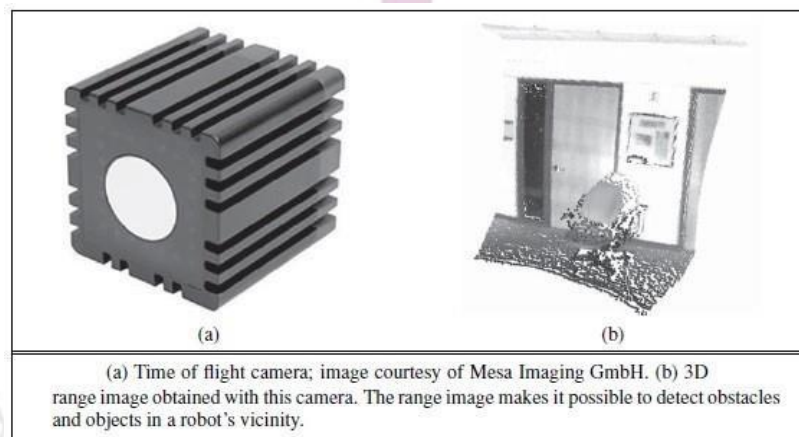 (a)
(b)
(a) Time of flight camera; image courtesy of Mesa Imaging GmbH. (b) 3D
range image obtained with this camera. The range image makes it possible to detect obstacles
and objects in a robot's vicinity.